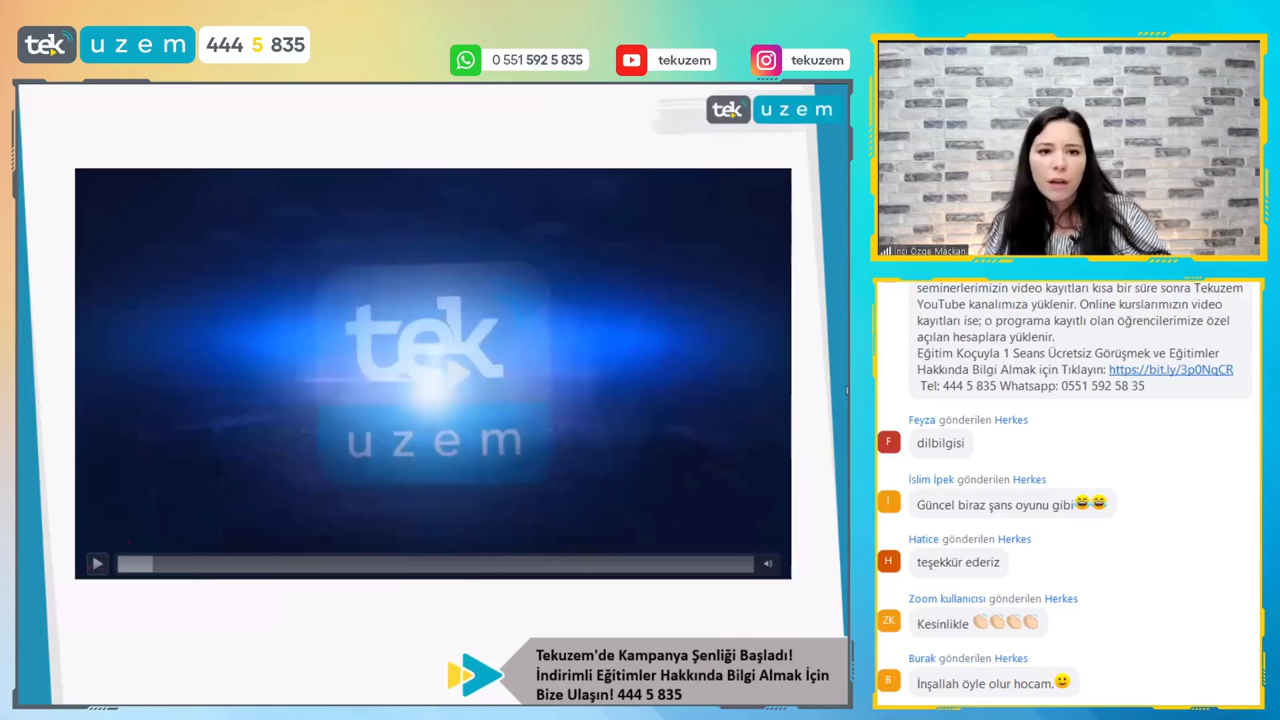 tek uzem 444 5 835
0 551 592 5 835
tekuzem
tekuzem
tek uzem
tek
uzem
İnci Özge Maçkan
seminerlerimizin video kayıtları kısa bir süre sonra Tekuzem
YouTube kanalımıza yüklenir. Online kurslarımızın video
kayıtları ise; o programa kayıtlı olan öğrencilerimize özel
açılan hesaplara yüklenir.
Eğitim Koçuyla 1 Seans Ücretsiz Görüşmek ve Eğitimler
Hakkında Bilgi Almak için Tıklayın: https://bit.ly/3p0NqCR
Tel: 444 5 835 Whatsapp: 0551 592 58 35
Feyza gönderilen Herkes
F
dilbilgisi
İslim İpek gönderilen Herkes
İ
Güncel biraz şans oyunu gibi😂😂
Hatice gönderilen Herkes
H
teşekkür ederiz
Zoom kullanıcısı gönderilen Herkes
ZK
Kesinlikle 👏🏻👏🏻👏🏻👏🏻
Burak gönderilen Herkes
B
İnşallah öyle olur hocam.🙂
Tekuzem'de Kampanya Şenliği Başladı!
İndirimli Eğitimler Hakkında Bilgi Almak İçin
Bize Ulaşın! 444 5 835